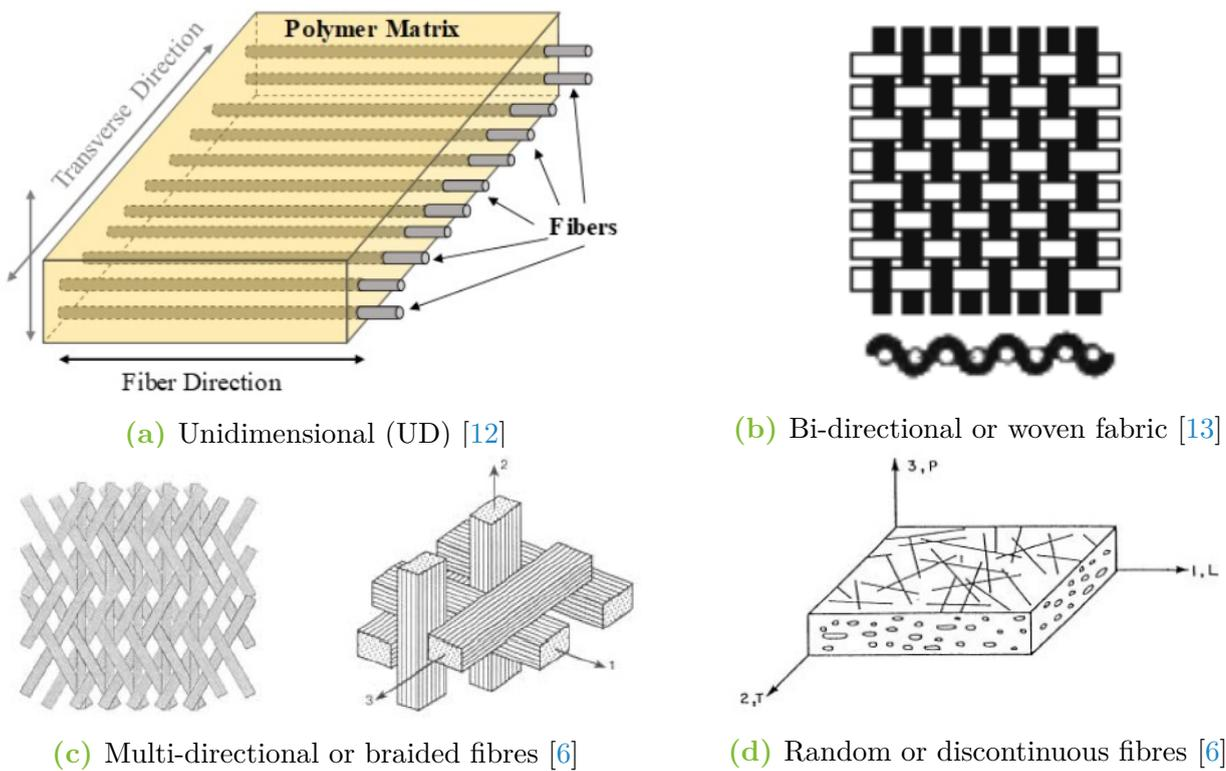 Polymer Matrix
Transverse Direction
Fibers
Fiber Direction
(a) Unidimensional (UD) [12]
(b) Bi-directional or woven fabric [13]
2
1
3
(c) Multi-directional or braided fibres [6]
3,P
1,L
2,T
(d) Random or discontinuous fibres [6]